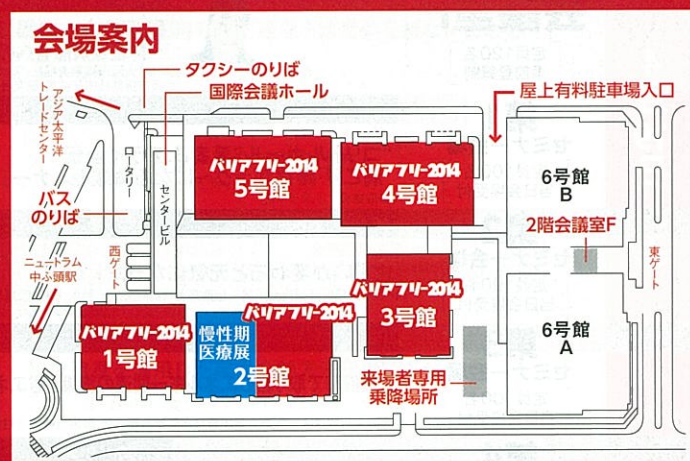 会場案内
タクシーのりば
国際会議ホール
屋上有料駐車場入口
アジア太平洋
トレードセンター
ロータリー
バス
のりば
センタービル
バリアフリー2014
5号館
バリアフリー2014
4号館
6号館
B
2階会議室F
ニュートラム
中ふ頭駅
西ゲート
東ゲート
バリアフリー2014
1号館
慢性期
医療展
バリアフリー2014
2号館
バリアフリー2014
3号館
6号館
A
来場者専用
乗降場所